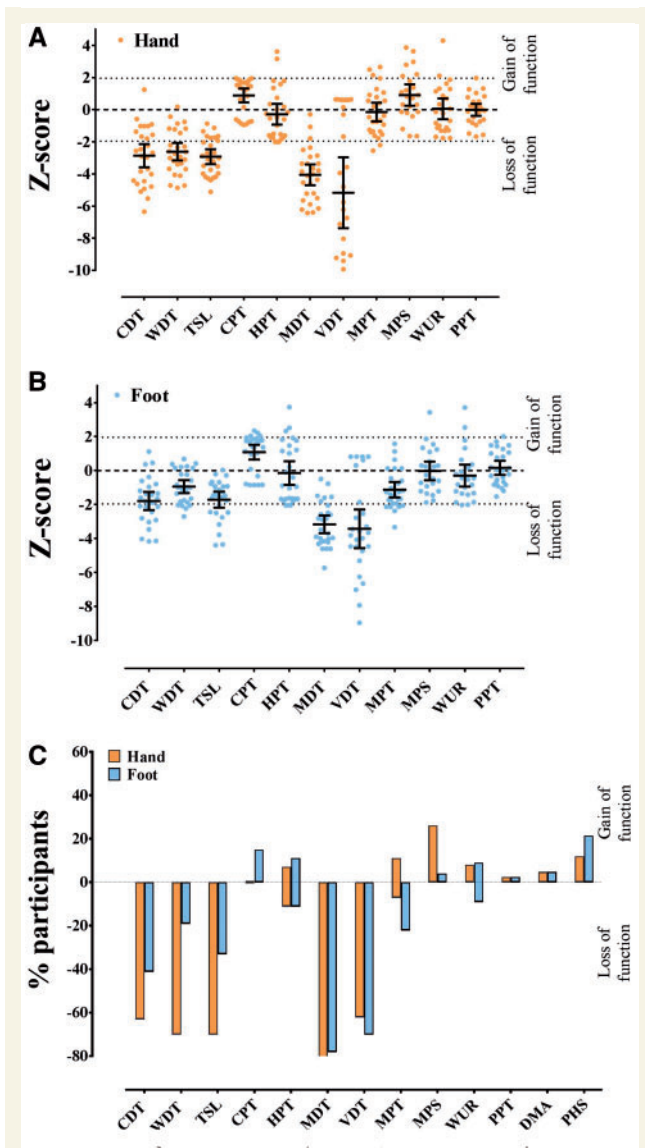 A
Hand
4
2
0
-2
-4
-6
-8
-10
Z-score
Gain of
function
Loss of
function
CDT WDT TSL CPT HPT MDT VDT MPT MPS WUR PPT
B
Foot
4
2
0
-2
-4
-6
-8
-10
Z-score
Gain of
function
Loss of
function
CDT WDT TSL CPT HPT MDT VDT MPT MPS WUR PPT
C
Hand
Foot
60
40
20
0
-20
-40
-60
-80
% participants
Gain of
function
Loss of
function
CDT WDT TSL CPT HPT MDT VDT MPT MPS WUR PPT DMA PHS